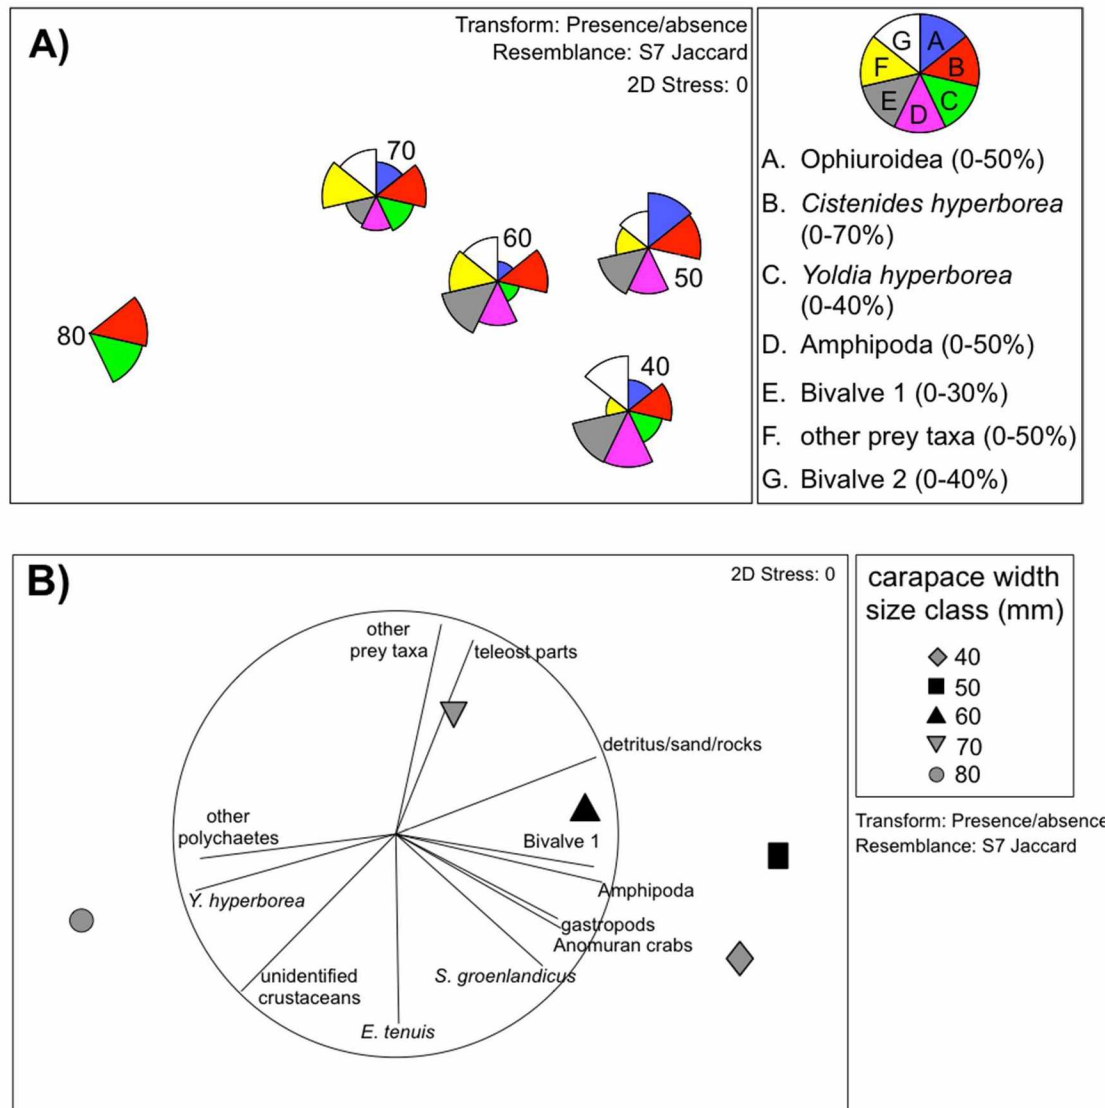 A)
Transform: Presence/absence
Resemblance: S7 Jaccard
2D Stress: 0
70
60
50
80
40
G A
F B
E C
D
A. Ophiuroidea (0-50%)
B. Cistenides hyperborea
(0-70%)
C. Yoldia hyperborea
(0-40%)
D. Amphipoda (0-50%)
E. Bivalve 1 (0-30%)
F. other prey taxa (0-50%)
G. Bivalve 2 (0-40%)
B)
2D Stress: 0
other
prey taxa
teleost parts
detritus/sand/rocks
other
polychaetes
Bivalve 1
Y. hyperborea
Amphipoda
gastropods
Anomuran crabs
unidentified
crustaceans
S. groenlandicus
E. tenuis
carapace width
size class (mm)
40
50
60
70
80
Transform: Presence/absence
Resemblance: S7 Jaccard